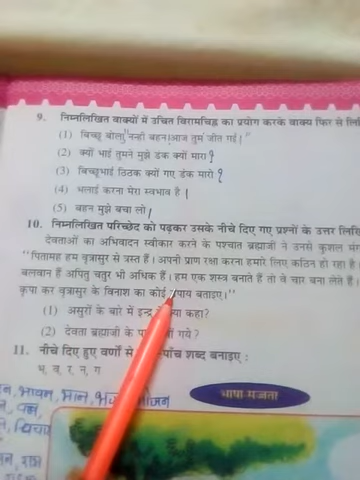 9. निम्नलिखित वाक्यों में उचित विरामचिह्न का प्रयोग करके वाक्य फिर से
(1) बिच्छू बोला "नन्ही बहन!आज तुम जीत गई।"
(2) क्यों भाई तुमने मुझे डंक क्यों मारा?
(3) बिच्छूभाई ठिठक क्यों गए डंक मारो?
(4) भलाई करना मेरा स्वभाव है।
(5) बहन मुझे बचा लो।
10. निम्नलिखित परिच्छेद को पढ़कर उसके नीचे दिए गए प्रश्नों के उत्तर
देवताओं का अभिवादन स्वीकार करने के पश्चात ब्रह्माजी ने उनसे कुशल
"पितामह हम वृत्रासुर से त्रस्त हैं। अपनी प्राण रक्षा करना हमारे लिए कठिन हो रहा है।
बलवान हैं अपितु चतुर भी अधिक हैं। हम एक शस्त्र बनाते हैं तो वे चार बना लेते हैं।
कृपा कर वृत्रासुर के विनाश का कोई उपाय बताइए।"
(1) असुरों के बारे में इन्द्र क्या कहा?
(2) देवता ब्रह्माजी के गये?
11. नीचे दिए हुए वर्णों से पाँच शब्द बनाइए :
भ, व, र, न, ग
भावन, भान,
भाषा सज्जता